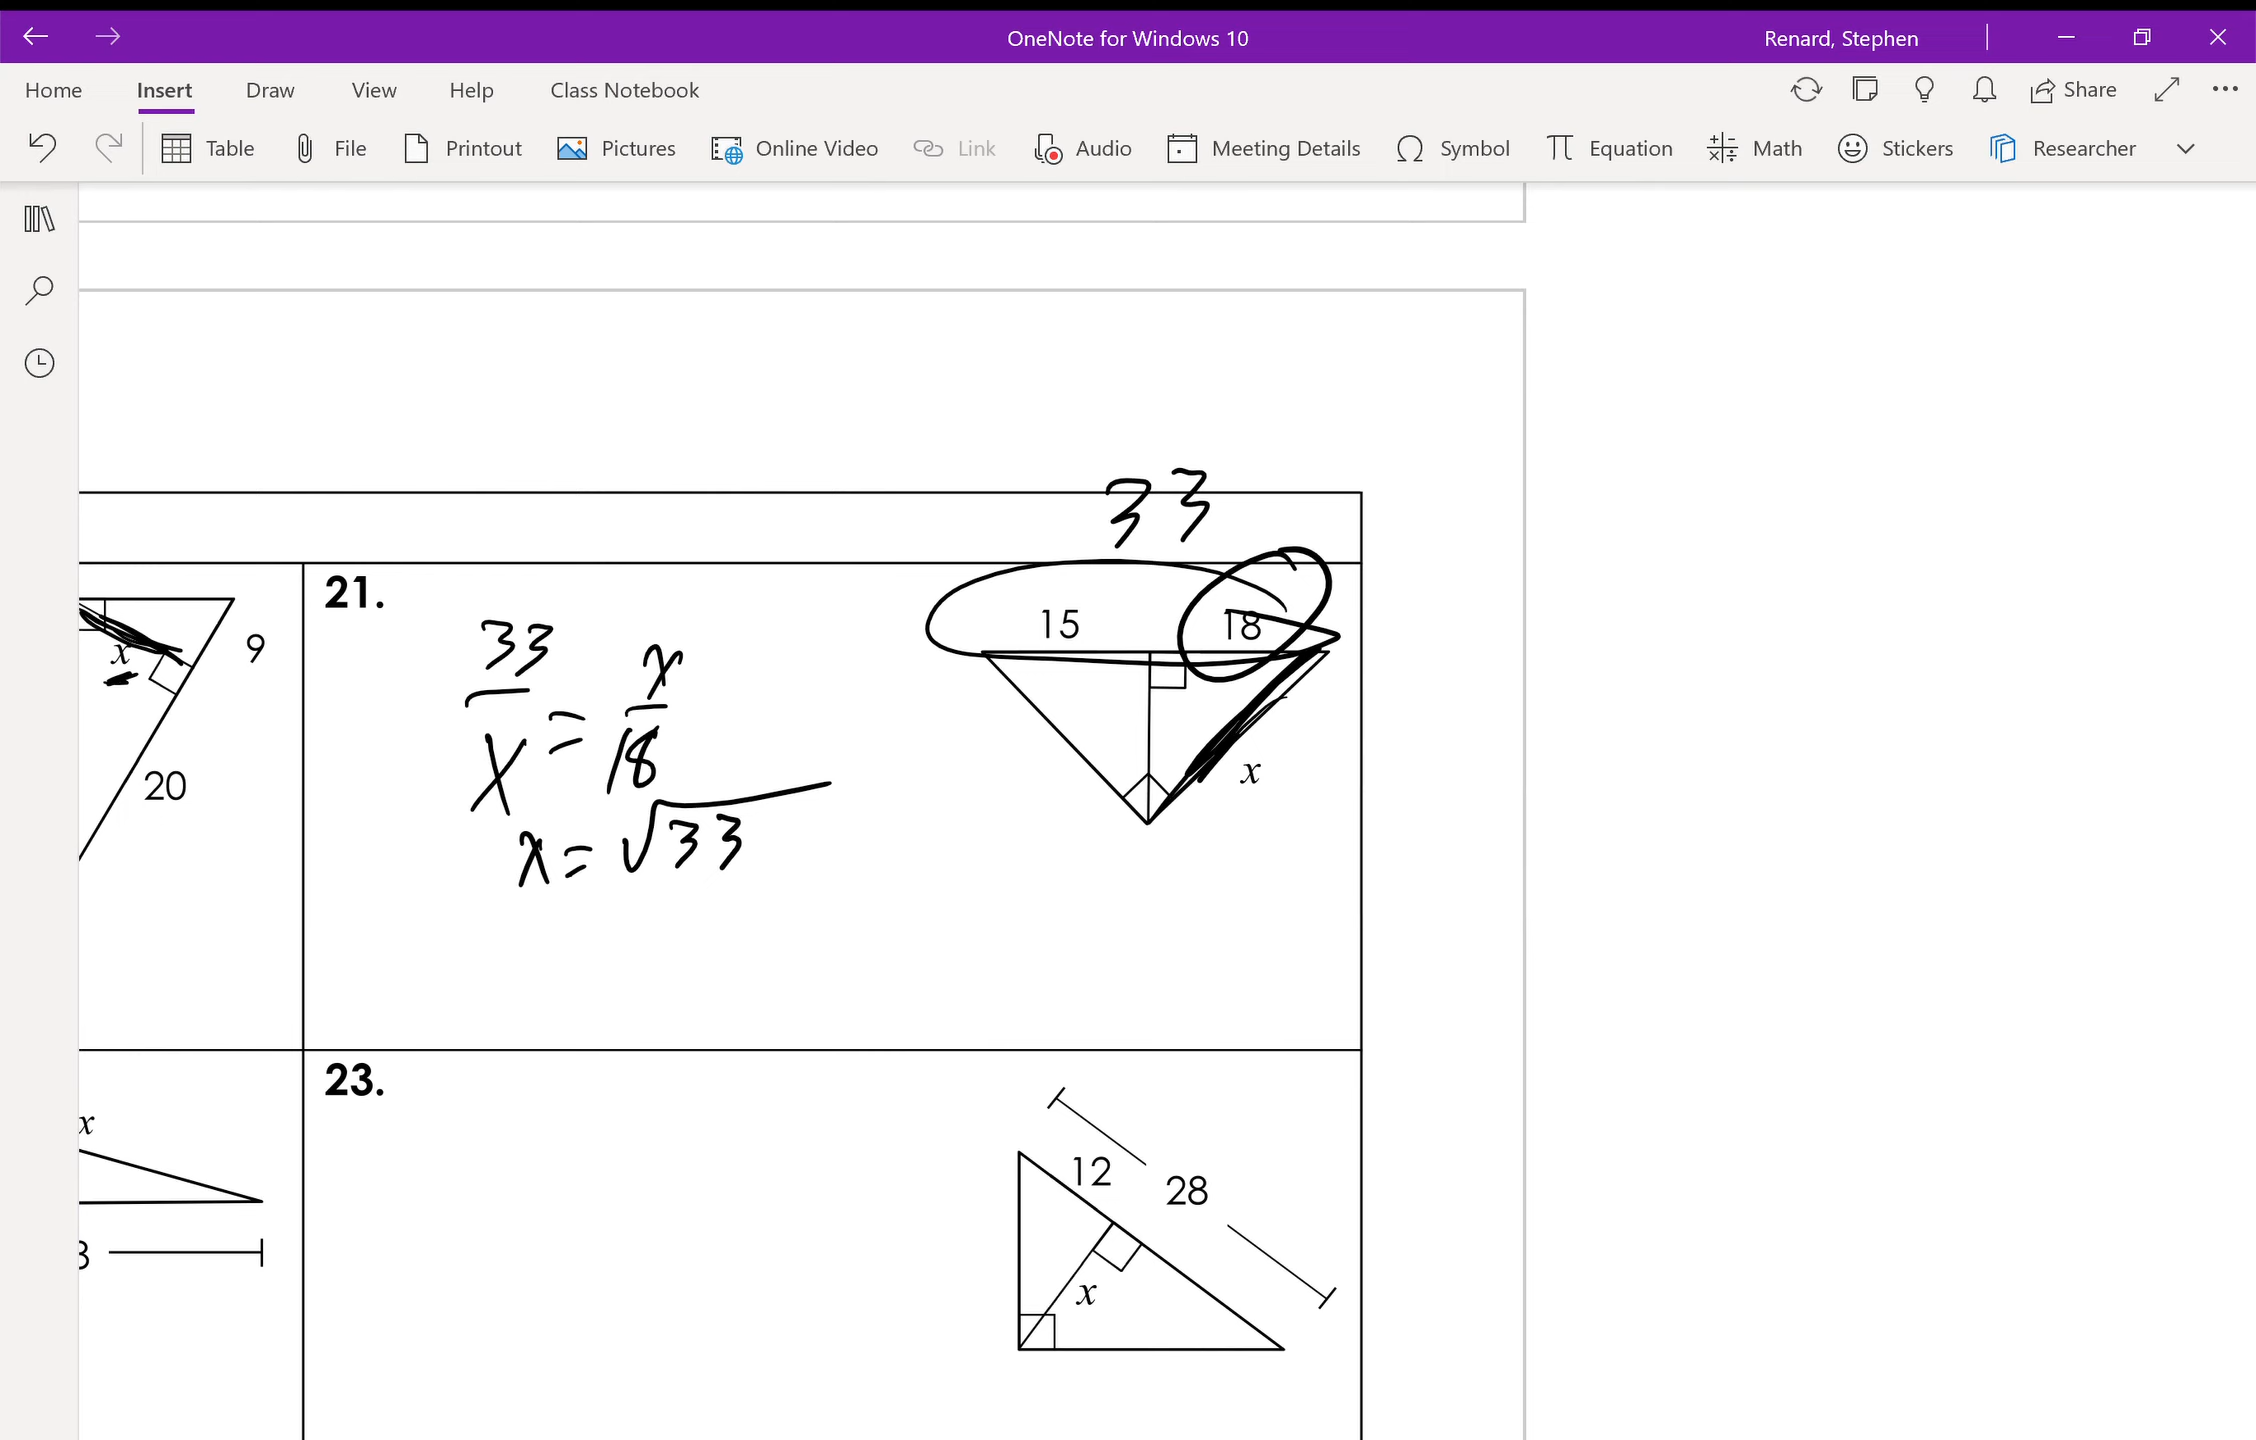 OneNote for Windows 10
Renard, Stephen
Home Insert Draw View Help Class Notebook
Share
Table File Printout Pictures Online Video Link Audio Meeting Details Symbol Equation Math Stickers Researcher
33
21.
15 18
x
33/x = x/18
x = √33
9
x
20
23.
12
28
x
x